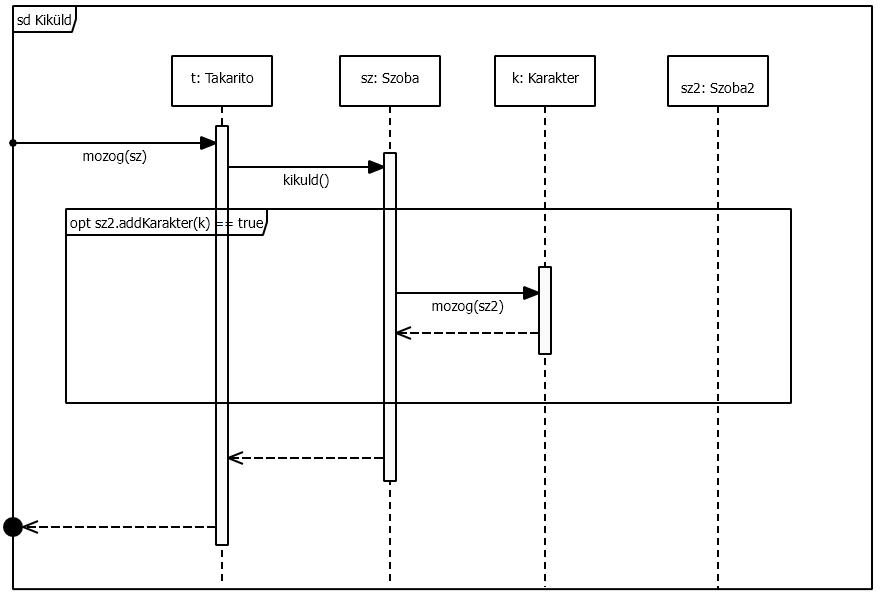 sd Kiküld
t: Takarito
sz: Szoba
k: Karakter
sz2: Szoba2
mozog(sz)
kikuld()
opt sz2.addKarakter(k) == true
mozog(sz2)